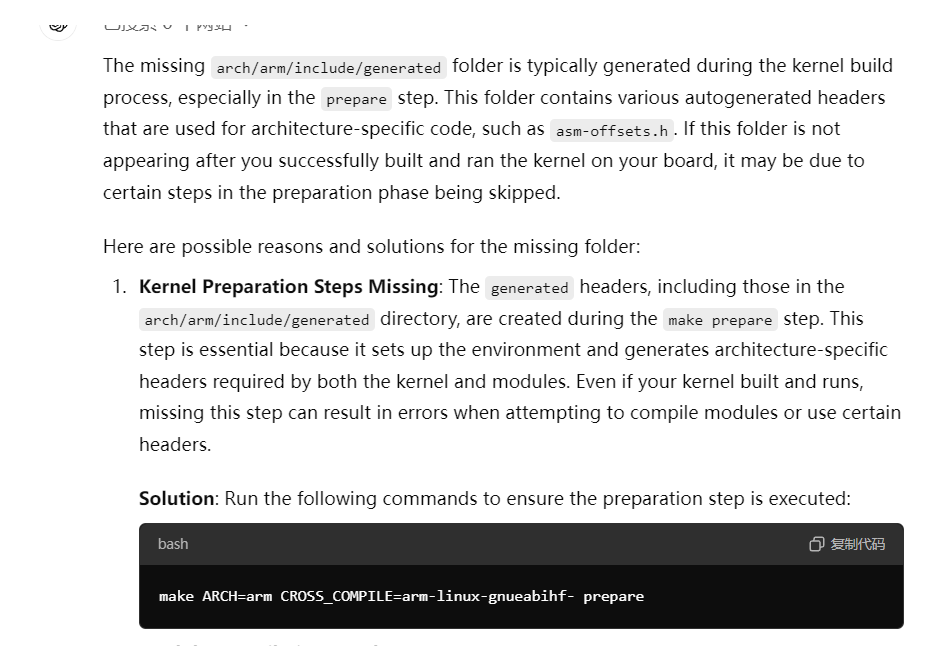 The missing arch/arm/include/generated folder is typically generated during the kernel build
process, especially in the prepare step. This folder contains various autogenerated headers
that are used for architecture-specific code, such as asm-offsets.h. If this folder is not
appearing after you successfully built and ran the kernel on your board, it may be due to
certain steps in the preparation phase being skipped.
Here are possible reasons and solutions for the missing folder:
1. Kernel Preparation Steps Missing: The generated headers, including those in the
arch/arm/include/generated directory, are created during the make prepare step. This
step is essential because it sets up the environment and generates architecture-specific
headers required by both the kernel and modules. Even if your kernel built and runs,
missing this step can result in errors when attempting to compile modules or use certain
headers.
Solution: Run the following commands to ensure the preparation step is executed:
bash 复制代码
make ARCH=arm CROSS_COMPILE=arm-linux-gnueabihf- prepare